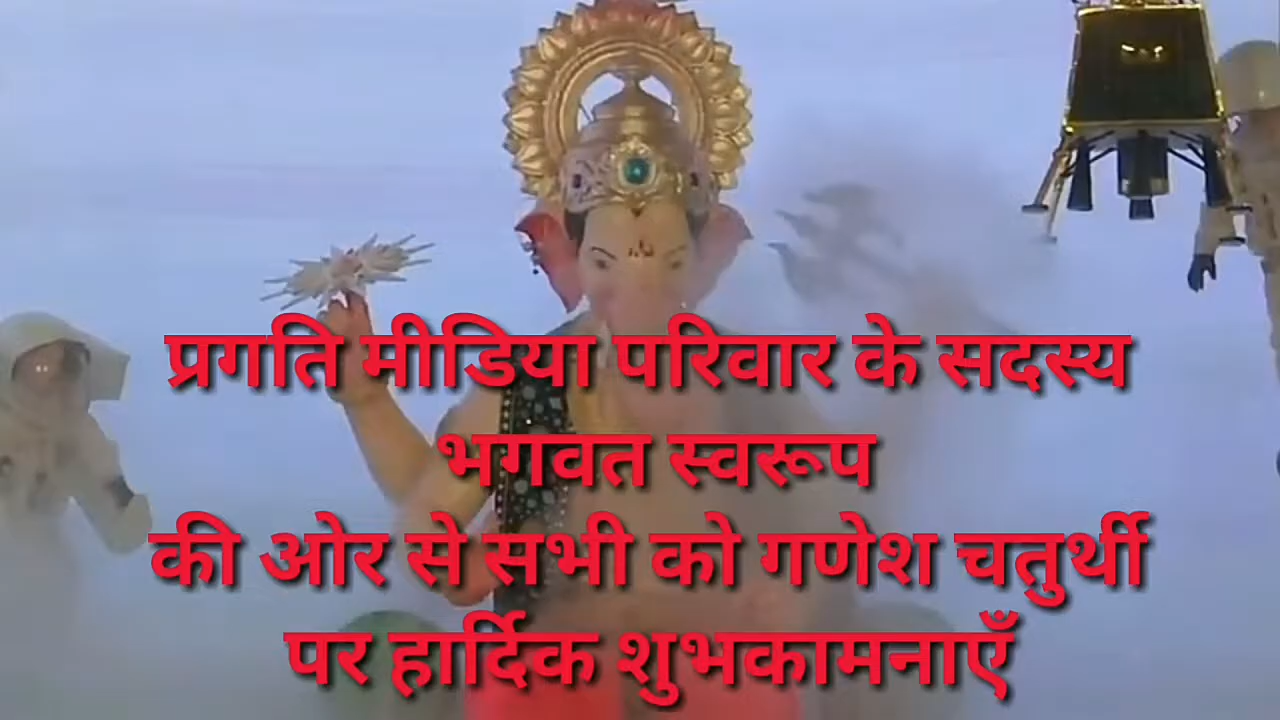 प्रगति मीडिया परिवार के सदस्य
भगवत स्वरूप
की ओर से सभी को गणेश चतुर्थी
पर हार्दिक शुभकामनाएँ